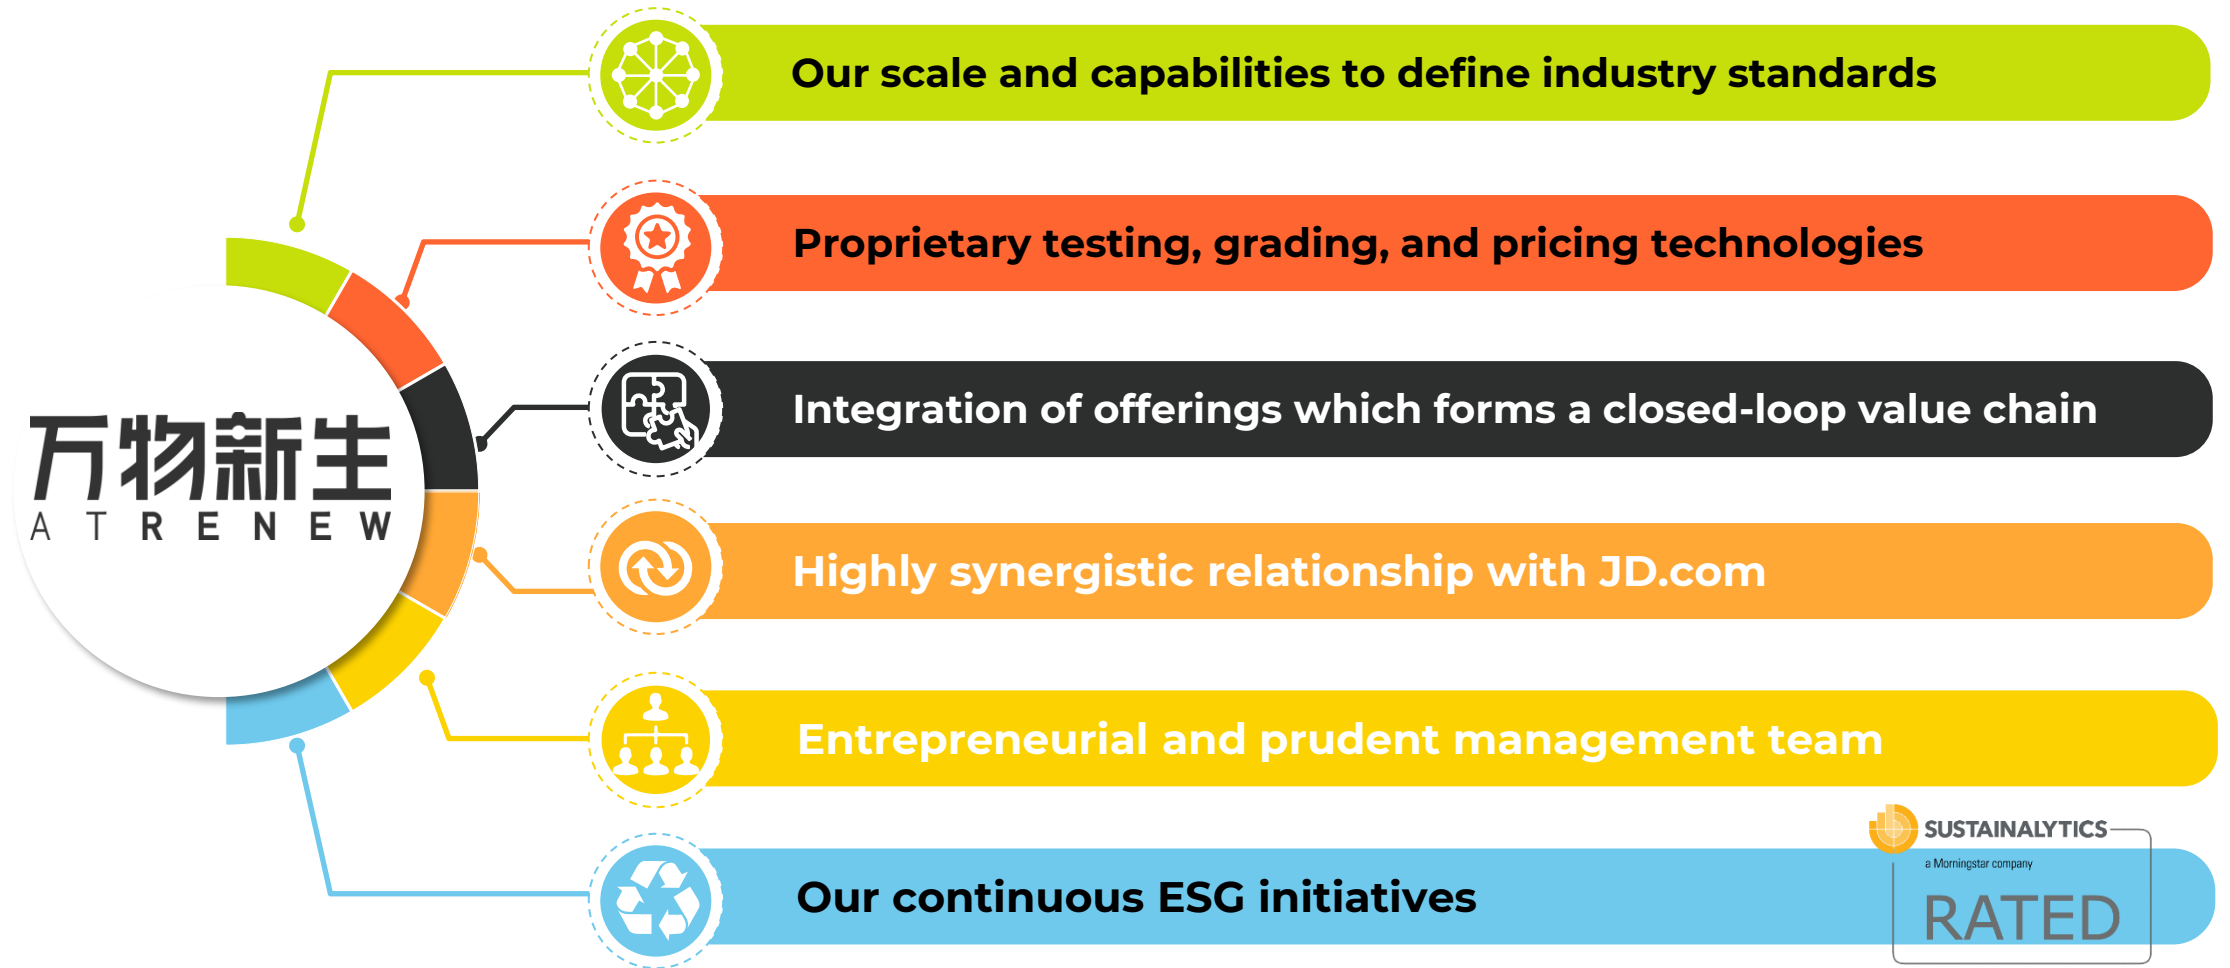 Our scale and capabilities to define industry standards
Proprietary testing, grading, and pricing technologies
Integration of offerings which forms a closed-loop value chain
万物新生
ATRENEW
Highly synergistic relationship with JD.com
Entrepreneurial and prudent management team
SUSTAINALYTICS
a Morningstar company
Our continuous ESG initiatives
RATED